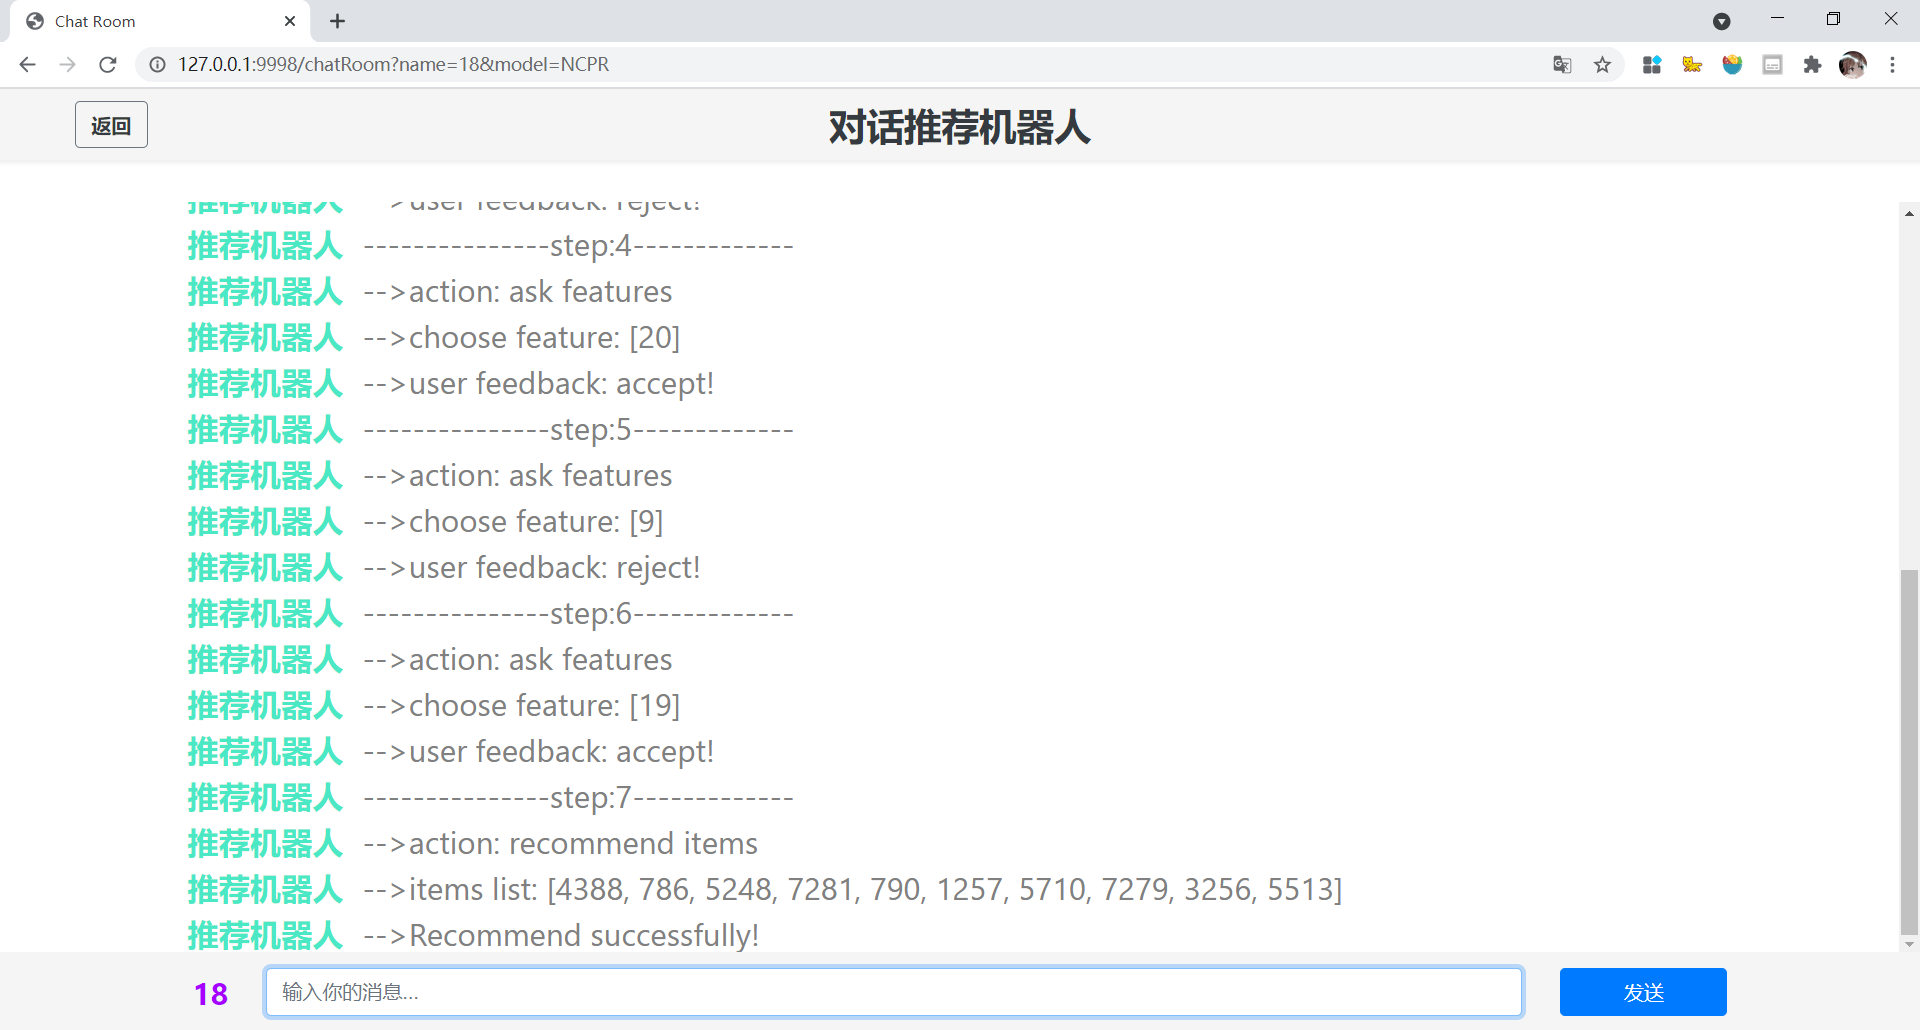 Chat Room
127.0.0.1:9998/chatRoom?name=18&model=NCPR
返回
对话推荐机器人
推荐机器人 -->user feedback: reject!
推荐机器人 ---------------step:4-------------
推荐机器人 -->action: ask features
推荐机器人 -->choose feature: [20]
推荐机器人 -->user feedback: accept!
推荐机器人 ---------------step:5-------------
推荐机器人 -->action: ask features
推荐机器人 -->choose feature: [9]
推荐机器人 -->user feedback: reject!
推荐机器人 ---------------step:6-------------
推荐机器人 -->action: ask features
推荐机器人 -->choose feature: [19]
推荐机器人 -->user feedback: accept!
推荐机器人 ---------------step:7-------------
推荐机器人 -->action: recommend items
推荐机器人 -->items list: [4388, 786, 5248, 7281, 790, 1257, 5710, 7279, 3256, 5513]
推荐机器人 -->Recommend successfully!
18 输入你的消息... 发送